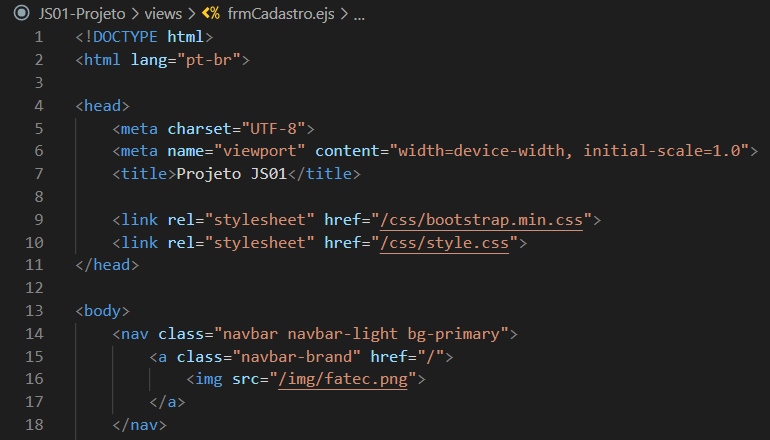 JS01-Projeto > views > <% frmCadastro.ejs > ...
1 <!DOCTYPE html>
2 <html lang="pt-br">
3
4 <head>
5 <meta charset="UTF-8">
6 <meta name="viewport" content="width=device-width, initial-scale=1.0">
7 <title>Projeto JS01</title>
8
9 <link rel="stylesheet" href="/css/bootstrap.min.css">
10 <link rel="stylesheet" href="/css/style.css">
11 </head>
12
13 <body>
14 <nav class="navbar navbar-light bg-primary">
15 <a class="navbar-brand" href="/">
16 <img src="/img/fatec.png">
17 </a>
18 </nav>